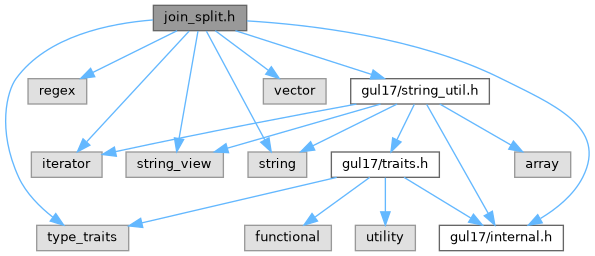 join_split.h
regex
vector
gul17/string_util.h
iterator
string_view
string
gul17/traits.h
array
type_traits
functional
utility
gul17/internal.h